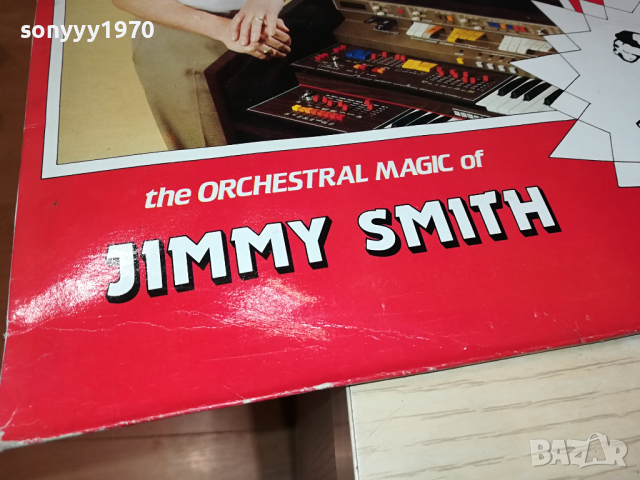 sonyyy1970
the ORCHESTRAL MAGIC of
JIMMY SMITH
BAZAR